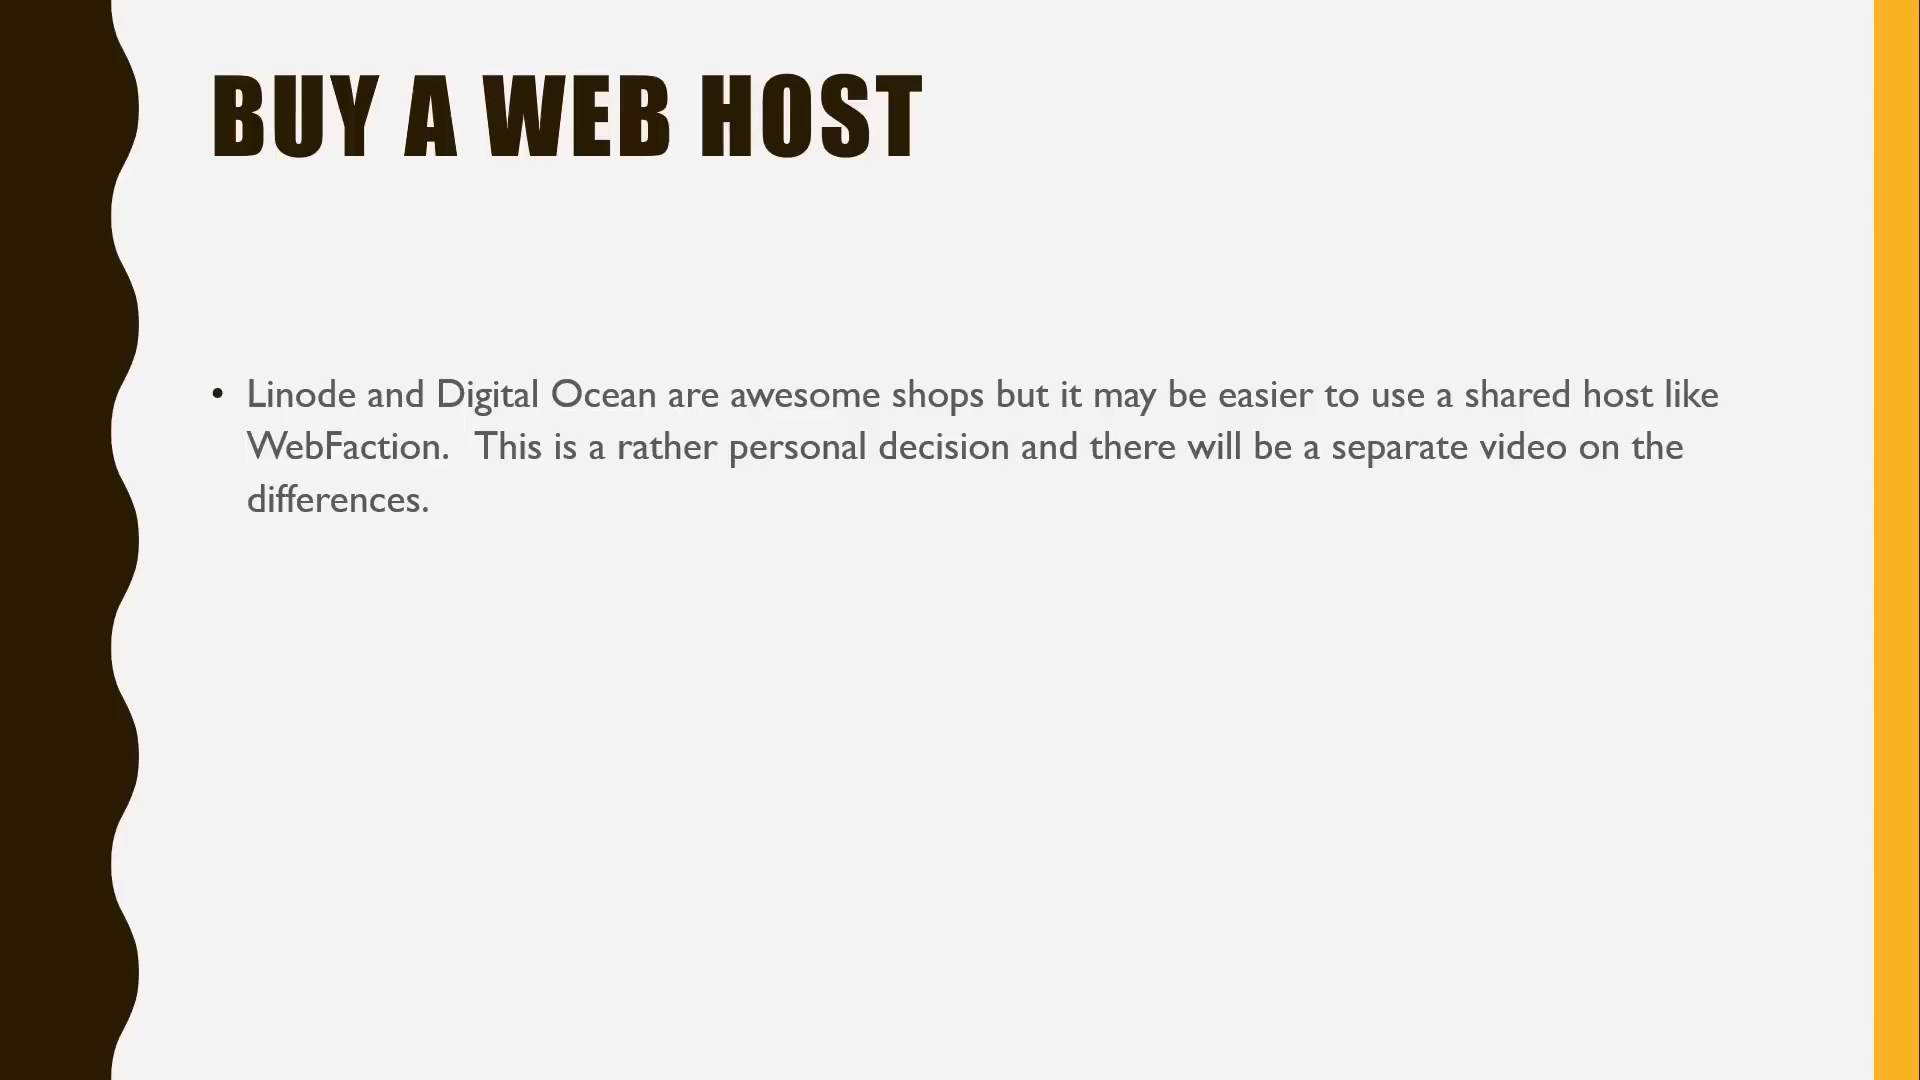 BUY A WEB HOST
• Linode and Digital Ocean are awesome shops but it may be easier to use a shared host like
WebFaction.  This is a rather personal decision and there will be a separate video on the
differences.